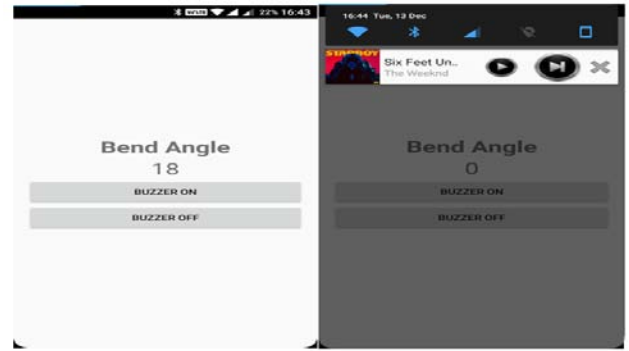 22% 16:43
Bend Angle
18
BUZZER ON
BUZZER OFF
16:44 Tue, 13 Dec
STARBOY
Six Feet Un..
The Weeknd
Bend Angle
0
BUZZER ON
BUZZER OFF